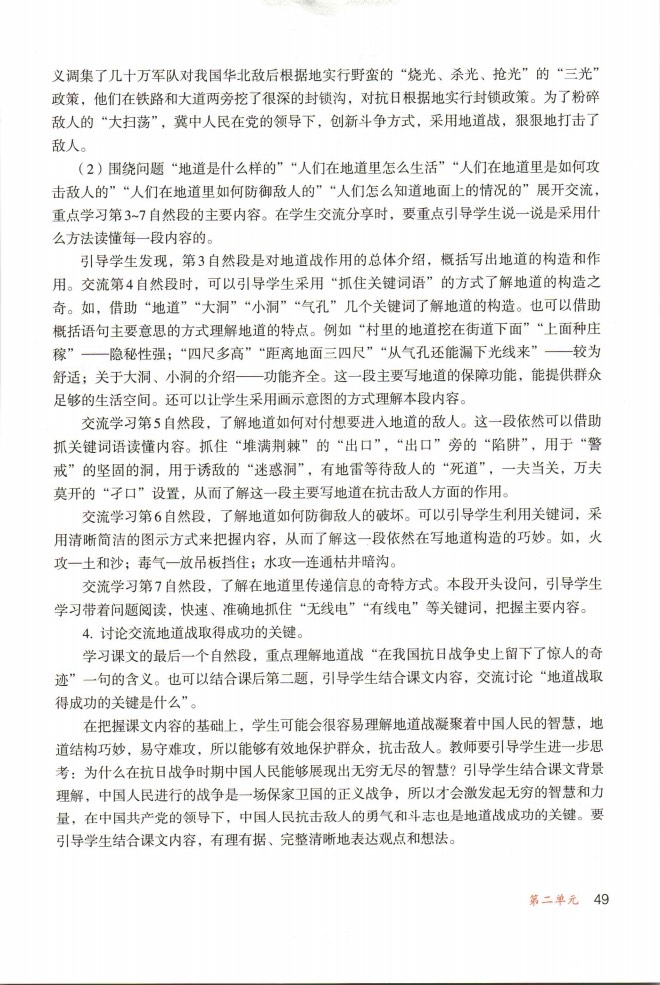 义调集了几十万军队对我国华北敌后根据地实行野蛮的“烧光、杀光、抢光”的“三光”
政策，他们在铁路和大道两旁挖了很深的封锁沟，对抗日根据地实行封锁政策。为了粉碎
敌人的“大扫荡”，冀中人民在党的领导下，创新斗争方式，采用地道战，狠狠地打击了
敌人。
（2）围绕问题“地道是什么样的”“人们在地道里怎么生活”“人们在地道里是如何攻
击敌人的”“人们在地道里如何防御敌人的”“人们怎么知道地面上的情况的”展开交流，
重点学习第3~7自然段的主要内容。在学生交流分享时，要重点引导学生说一说是采用什
么方法读懂每一段内容的。
引导学生发现，第3自然段是对地道战作用的总体介绍，概括写出地道的构造和作
用。交流第4自然段时，可以引导学生采用“抓住关键词语”的方式了解地道的构造之
奇。如，借助“地道”“大洞”“小洞”“气孔”几个关键词了解地道的构造。也可以借助
概括语句主要意思的方式理解地道的特点。例如“村里的地道挖在街道下面”“上面种庄
稼”——隐秘性强；“四尺多高”“距离地面三四尺”“从气孔还能漏下光线来”——较为
舒适；关于大洞、小洞的介绍——功能齐全。这一段主要写地道的保障功能，能提供群众
足够的生活空间。还可以让学生采用画示意图的方式理解本段内容。
交流学习第5自然段，了解地道如何对付想要进入地道的敌人。这一段依然可以借助
抓关键词语读懂内容。抓住“堆满荆棘”的“出口”，“出口”旁的“陷阱”，用于“警
戒”的坚固的洞，用于诱敌的“迷惑洞”，有地雷等待敌人的“死道”，一夫当关，万夫
莫开的“孑口”设置，从而了解这一段主要写地道在抗击敌人方面的作用。
交流学习第6自然段，了解地道如何防御敌人的破坏。可以引导学生利用关键词，采
用清晰简洁的图示方式来把握内容，从而了解这一段依然在写地道构造的巧妙。如，火
攻—土和沙；毒气—放吊板挡住；水攻—连通枯井暗沟。
交流学习第7自然段，了解在地道里传递信息的奇特方式。本段开头设问，引导学生
学习带着问题阅读，快速、准确地抓住“无线电”“有线电”等关键词，把握主要内容。
4. 讨论交流地道战取得成功的关键。
学习课文的最后一个自然段，重点理解地道战“在我国抗日战争史上留下了惊人的奇
迹”一句的含义。也可以结合课后第二题，引导学生结合课文内容，交流讨论“地道战取
得成功的关键是什么”。
在把握课文内容的基础上，学生可能会很容易理解地道战凝聚着中国人民的智慧，地
道结构巧妙，易守难攻，所以能够有效地保护群众，抗击敌人。教师要引导学生进一步思
考：为什么在抗日战争时期中国人民能够展现出无穷无尽的智慧？引导学生结合课文背景
理解，中国人民进行的战争是一场保家卫国的正义战争，所以才会激发起无穷的智慧和力
量，在中国共产党的领导下，中国人民抗击敌人的勇气和斗志也是地道战成功的关键。要
引导学生结合课文内容，有理有据、完整清晰地表达观点和想法。
第二单元 49